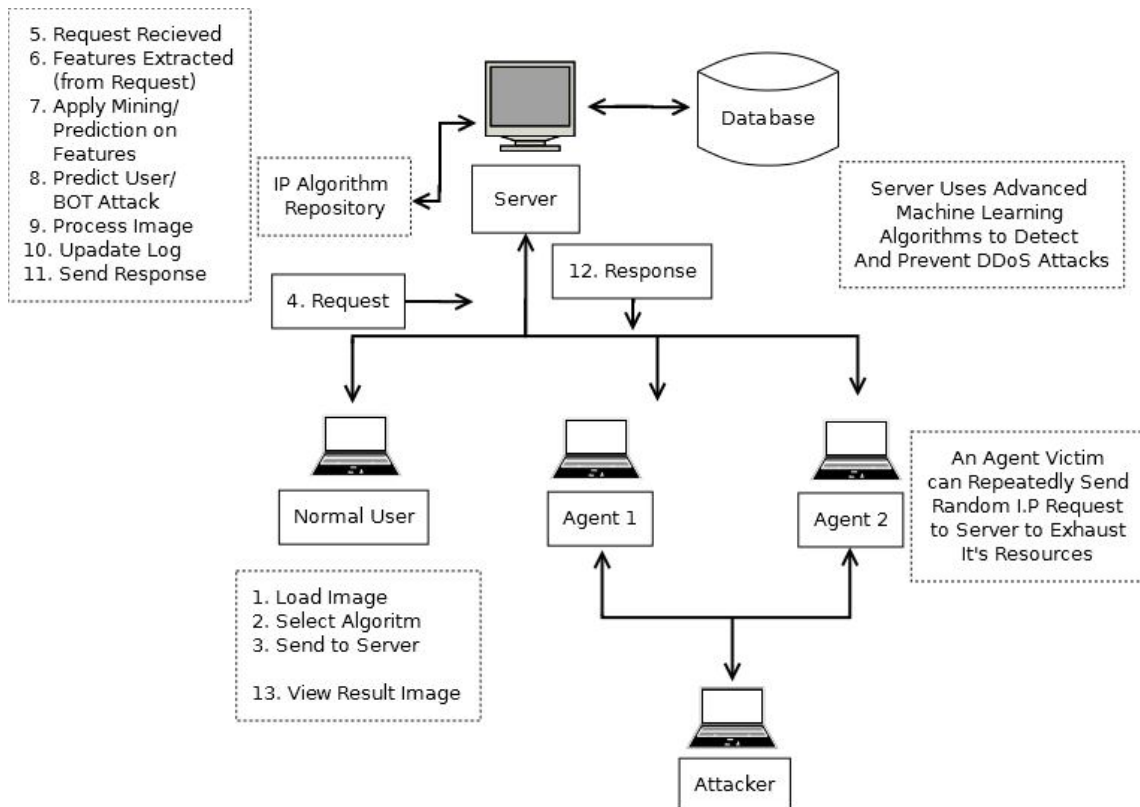 5. Request Recieved
6. Features Extracted
(from Request)
7. Apply Mining/
Prediction on
Features
8. Predict User/
BOT Attack
9. Process Image
10. Upadate Log
11. Send Response
Database
IP Algorithm
Repository
Server
Server Uses Advanced
Machine Learning
Algorithms to Detect
And Prevent DDoS Attacks
12. Response
4. Request
Normal User
Agent 1
Agent 2
An Agent Victim
can Repeatedly Send
Random I.P Request
to Server to Exhaust
It's Resources
1. Load Image
2. Select Algoritm
3. Send to Server
13. View Result Image
Attacker